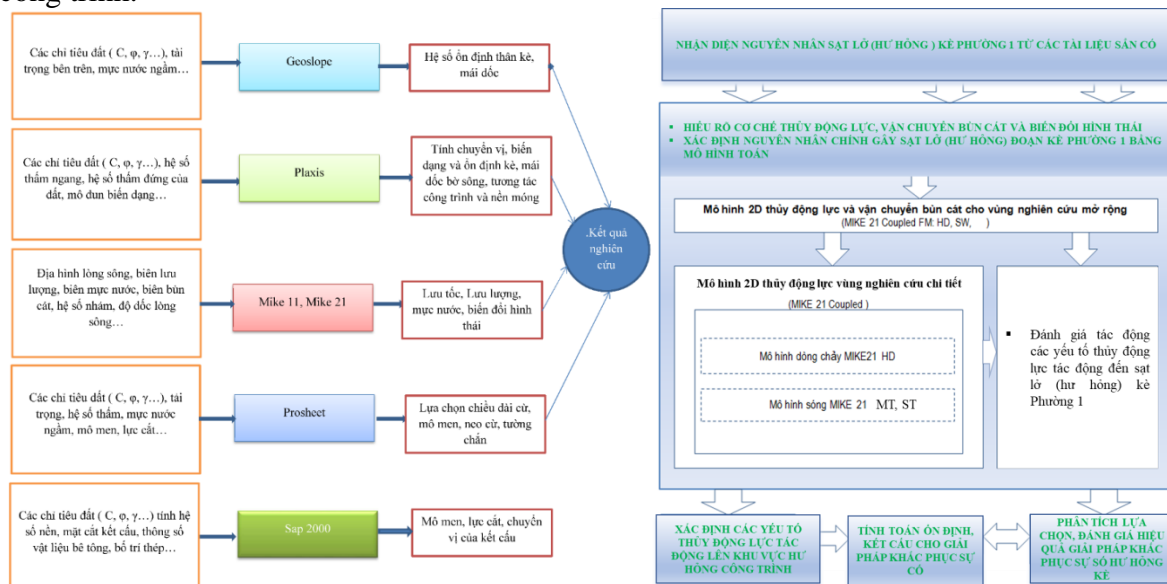 công trình.
Các chỉ tiêu đất ( C, φ, γ…), tải
trọng bên trên, mực nước ngầm…
Geoslope
Hệ số ổn định thân kè,
mái dốc
Các chỉ tiêu đất ( C, φ, γ…), hệ số
thấm ngang, hệ số thấm đứng của
đất, mô đun biến dạng…
Plaxis
Tính chuyển vị, biến
dạng và ổn định kè, mái
dốc bờ sông, tương tác
công trình và nền móng
Địa hình lòng sông, biên lưu
lượng, biên mực nước, biên bùn
cát, hệ số nhám, độ dốc lòng
sông…
Mike 11, Mike 21
Lưu tốc, Lưu lượng,
mực nước, biến đổi hình
thái
Các chỉ tiêu đất ( C, φ, γ…), tải
trọng, hệ số thấm, mực nước
ngầm, mô men, lực cắt…
Prosheet
Lựa chọn chiều dài cừ,
mô men, neo cừ, tường
chắn
Các chỉ tiêu đất ( C, φ, γ…) tính hệ
số nền, mặt cắt kết cấu, thông số
vật liệu bê tông, bố trí thép…
Sap 2000
Mô men, lực cắt, chuyển
vị của kết cấu
.Kết quả
nghiên
cứu
NHẬN DIỆN NGUYÊN NHÂN SẠT LỞ (HƯ HỎNG ) KÈ PHƯỜNG 1 TỪ CÁC TÀI LIỆU SẴN CÓ
▪ HIỂU RÕ CƠ CHẾ THỦY ĐỘNG LỰC, VẬN CHUYỂN BÙN CÁT VÀ BIẾN ĐỔI HÌNH THÁI
▪ XÁC ĐỊNH NGUYÊN NHÂN CHÍNH GÂY SẠT LỞ (HƯ HỎNG) ĐOẠN KÈ PHƯỜNG 1 BẰNG
MÔ HÌNH TOÁN
Mô hình 2D thủy động lực và vận chuyển bùn cát cho vùng nghiên cứu mở rộng
(MIKE 21 Coupled FM: HD, SW, )
Mô hình 2D thủy động lực vùng nghiên cứu chi tiết
(MIKE 21 Coupled )
Mô hình dòng chảy MIKE21 HD
Mô hình sóng MIKE 21 MT, ST
▪ Đánh giá tác động
các yếu tố thủy động
lực tác động đến sạt
lở (hư hỏng) kè
Phường 1
XÁC ĐỊNH CÁC YẾU TỐ
THỦY ĐỘNG LỰC TÁC
ĐỘNG LÊN KHU VỰC HƯ
HỎNG CÔNG TRÌNH
TÍNH TOÁN ỔN ĐỊNH,
KẾT CẤU CHO GIẢI
PHÁP KHẮC PHỤC SỰ
CỐ
PHÂN TÍCH LỰA
CHỌN, ĐÁNH GIÁ HIỆU
QUẢ GIẢI PHÁP KHẮC
PHỤC SỰ SỐ HƯ HỎNG
KÈ